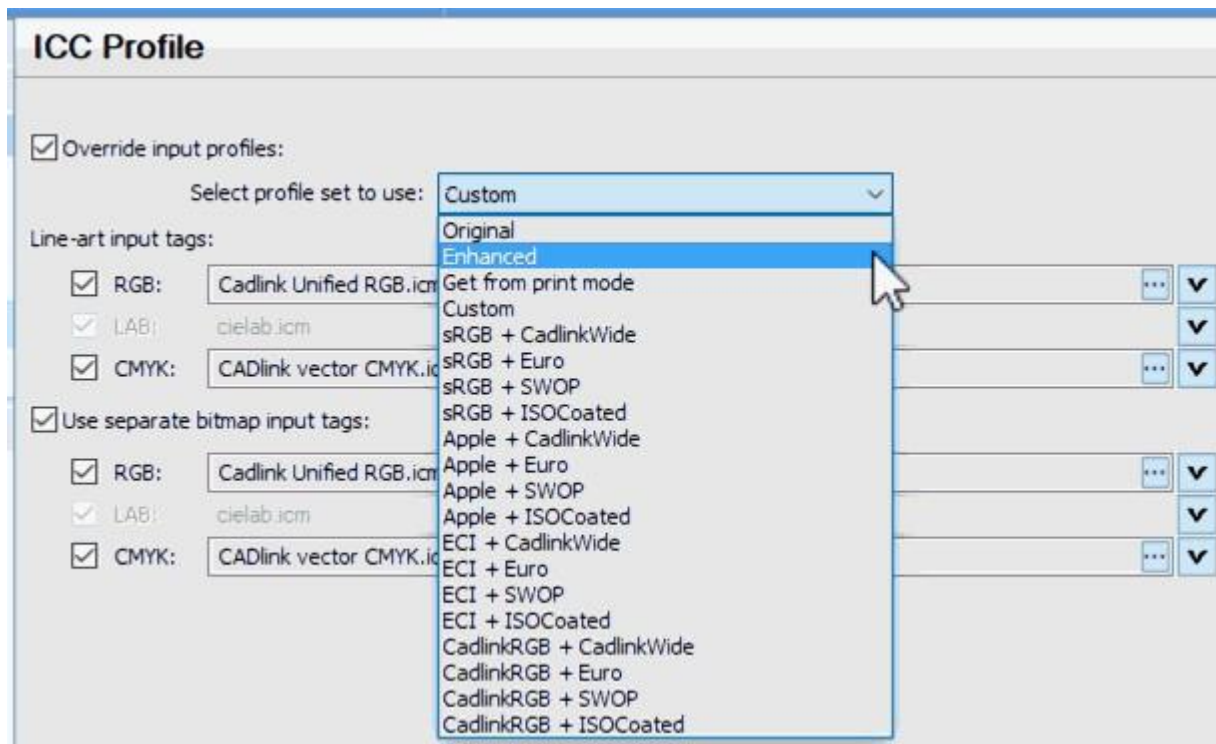 ICC Profile
Override input profiles:
Select profile set to use: Custom
Original
Enhanced
Get from print mode
Custom
sRGB + CadlinkWide
sRGB + Euro
sRGB + SWOP
sRGB + ISOCoated
Apple + CadlinkWide
Apple + Euro
Apple + SWOP
Apple + ISOCoated
ECI + CadlinkWide
ECI + Euro
ECI + SWOP
ECI + ISOCoated
CadlinkRGB + CadlinkWide
CadlinkRGB + Euro
CadlinkRGB + SWOP
CadlinkRGB + ISOCoated
Line-art input tags:
RGB: Cadlink Unified RGB.icm
LAB: cielab.icm
CMYK: CADlink vector CMYK.ic
Use separate bitmap input tags:
RGB: Cadlink Unified RGB.icm
LAB: cielab.icm
CMYK: CADlink vector CMYK.ic